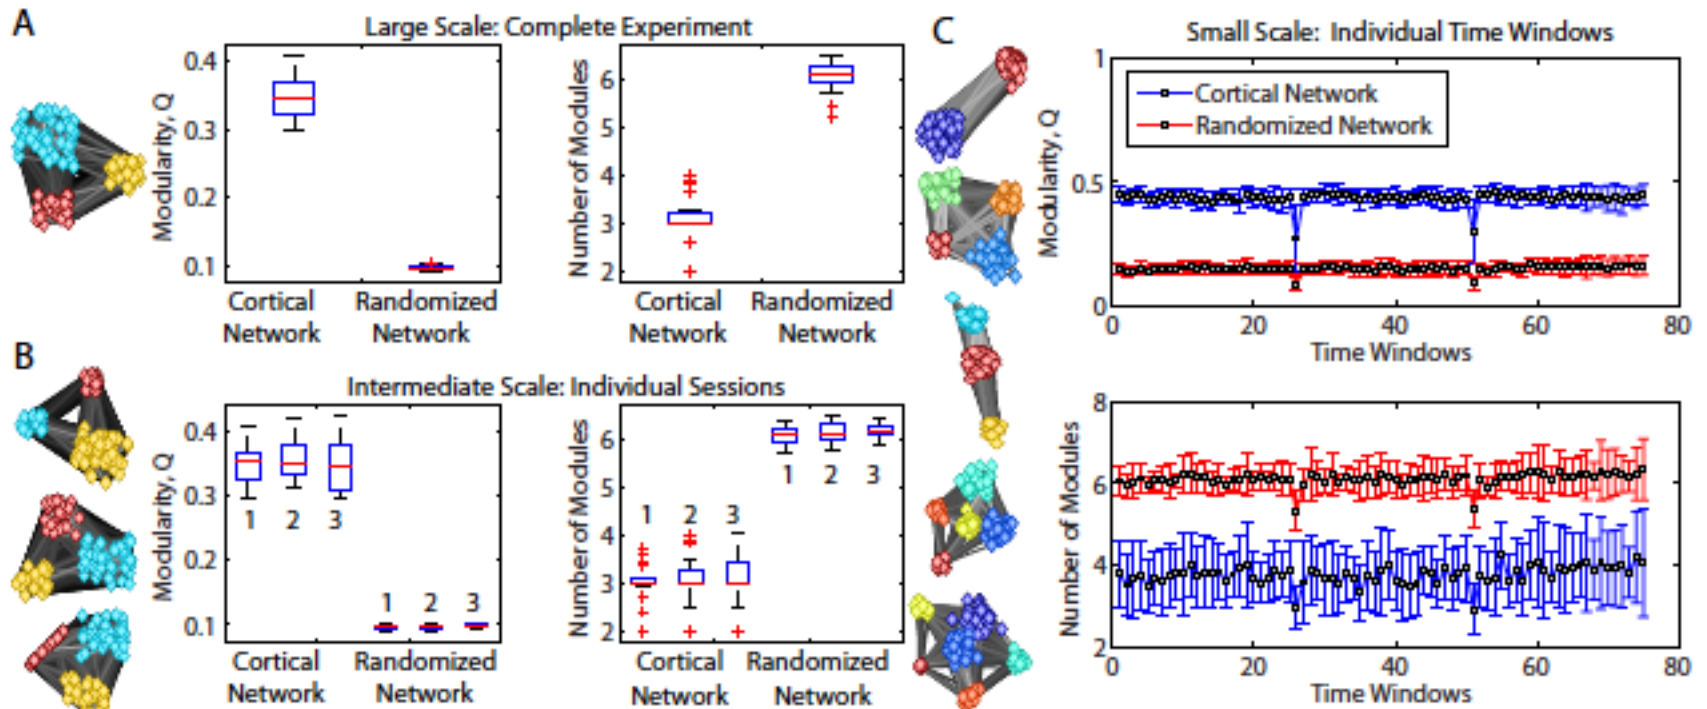 A
Large Scale: Complete Experiment
Modularity, Q
0.4
0.3
0.2
0.1
Cortical Network
Randomized Network
Number of Modules
6
5
4
3
2
Cortical Network
Randomized Network
B
Intermediate Scale: Individual Sessions
Modularity, Q
0.4
0.3
0.2
0.1
1 2 3
1 2 3
Cortical Network
Randomized Network
Number of Modules
6
5
4
3
2
1 2 3
1 2 3
Cortical Network
Randomized Network
C
Small Scale: Individual Time Windows
Modularity, Q
1
0.5
0
Cortical Network
Randomized Network
0 20 40 60 80
Time Windows
Number of Modules
8
6
4
2
0 20 40 60 80
Time Windows